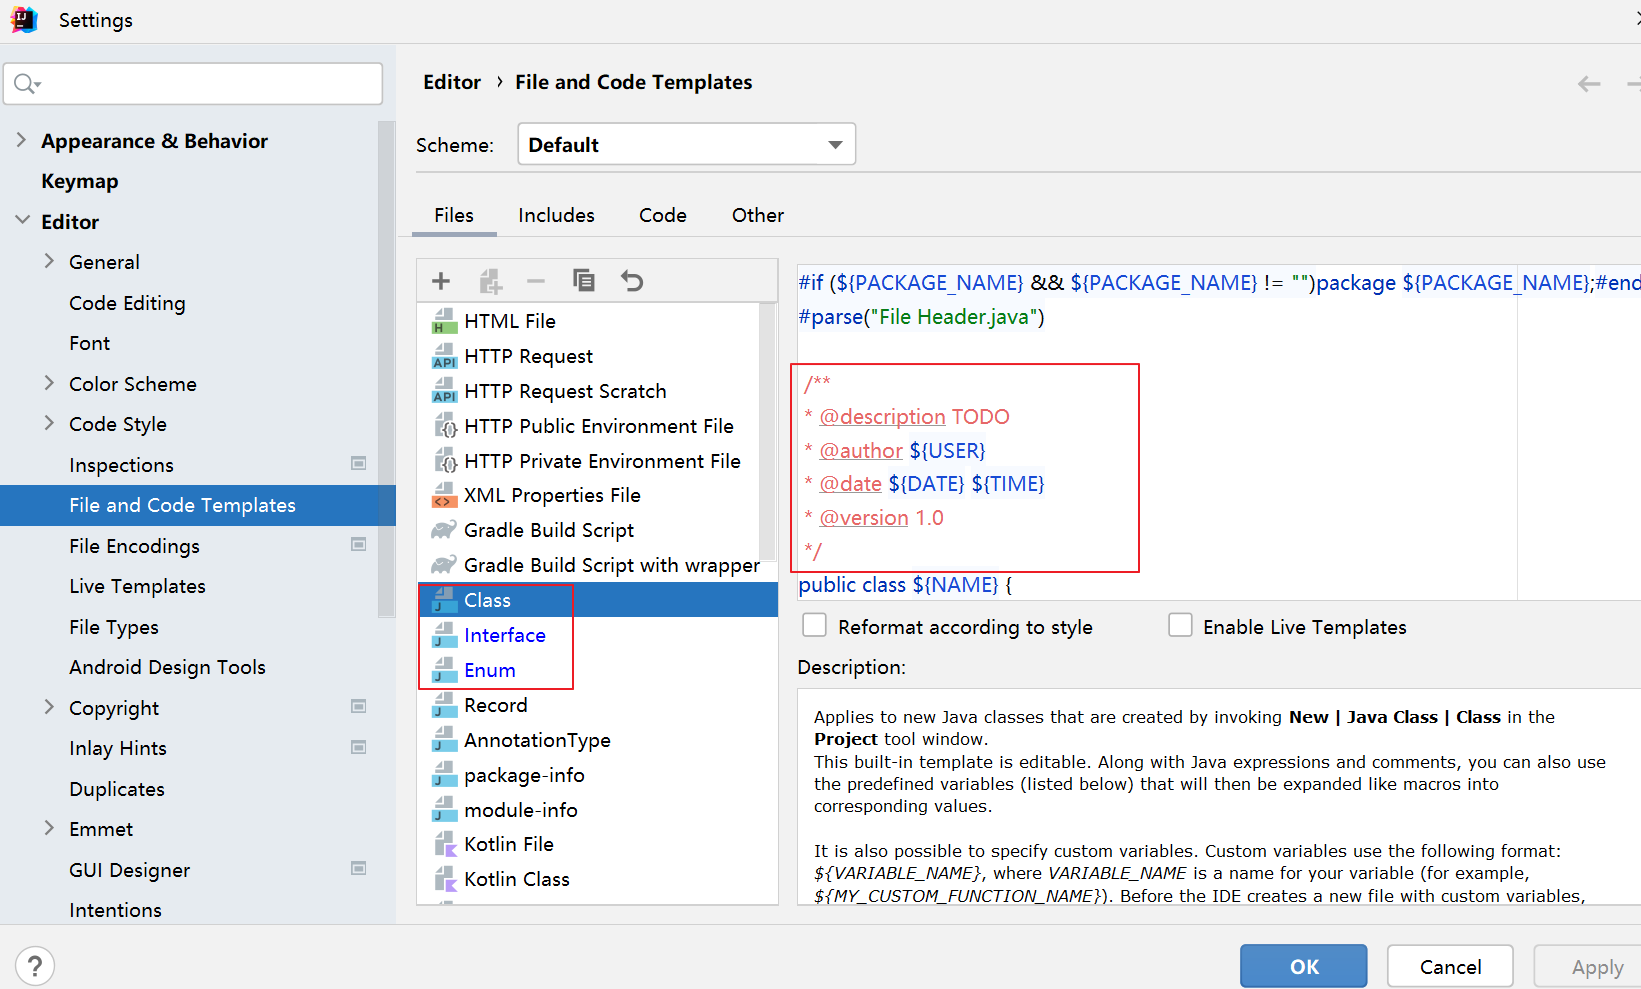 Settings
Editor › File and Code Templates
Scheme: Default
Files Includes Code Other
Appearance & Behavior
Keymap
Editor
General
Code Editing
Font
Color Scheme
Code Style
Inspections
File and Code Templates
File Encodings
Live Templates
File Types
Android Design Tools
Copyright
Inlay Hints
Duplicates
Emmet
GUI Designer
Intentions
HTML File
HTTP Request
HTTP Request Scratch
HTTP Public Environment File
HTTP Private Environment File
XML Properties File
Gradle Build Script
Gradle Build Script with wrapper
Class
Interface
Enum
Record
AnnotationType
package-info
module-info
Kotlin File
Kotlin Class
#if (${PACKAGE_NAME} && ${PACKAGE_NAME} != "")package ${PACKAGE_NAME};#end
#parse("File Header.java")
/**
* @description TODO
* @author ${USER}
* @date ${DATE} ${TIME}
* @version 1.0
*/
public class ${NAME} {
Reformat according to style
Enable Live Templates
Description:
Applies to new Java classes that are created by invoking New | Java Class | Class in the
Project tool window.
This built-in template is editable. Along with Java expressions and comments, you can also use
the predefined variables (listed below) that will then be expanded like macros into
corresponding values.
It is also possible to specify custom variables. Custom variables use the following format:
${VARIABLE_NAME}, where VARIABLE_NAME is a name for your variable (for example,
${MY_CUSTOM_FUNCTION_NAME}). Before the IDE creates a new file with custom variables,
?
OK
Cancel
Apply